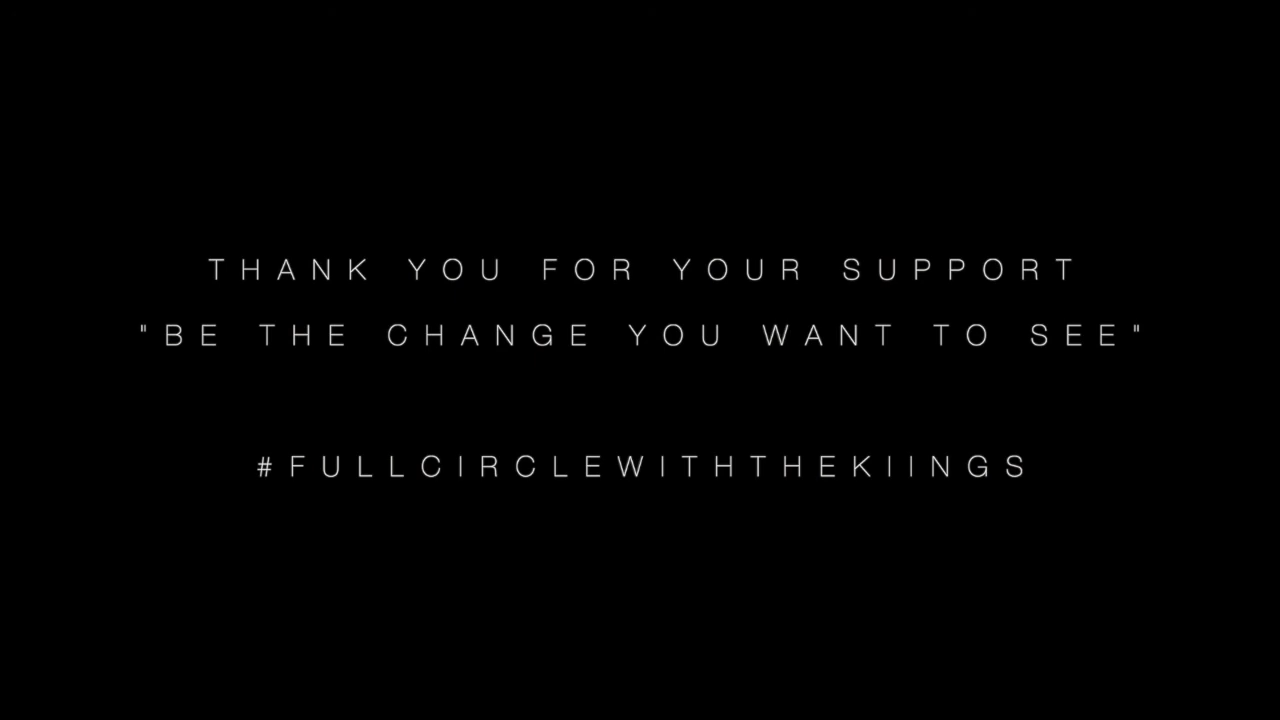 THANK YOU FOR YOUR SUPPORT
"BE THE CHANGE YOU WANT TO SEE"
#FULLCIRCLEWITHTHEKIINGS